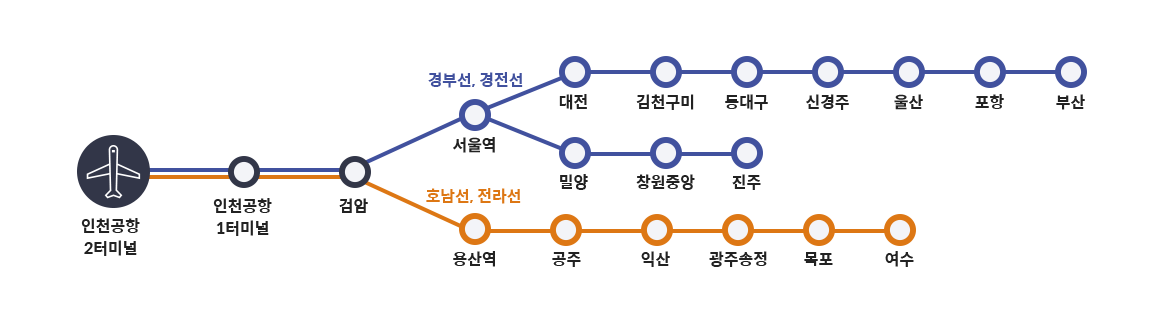 경부선, 경전선
대전
김천구미
동대구
신경주
울산
포항
부산
서울역
밀양
창원중앙
진주
인천공항
2터미널
인천공항
1터미널
검암
호남선, 전라선
용산역
공주
익산
광주송정
목포
여수